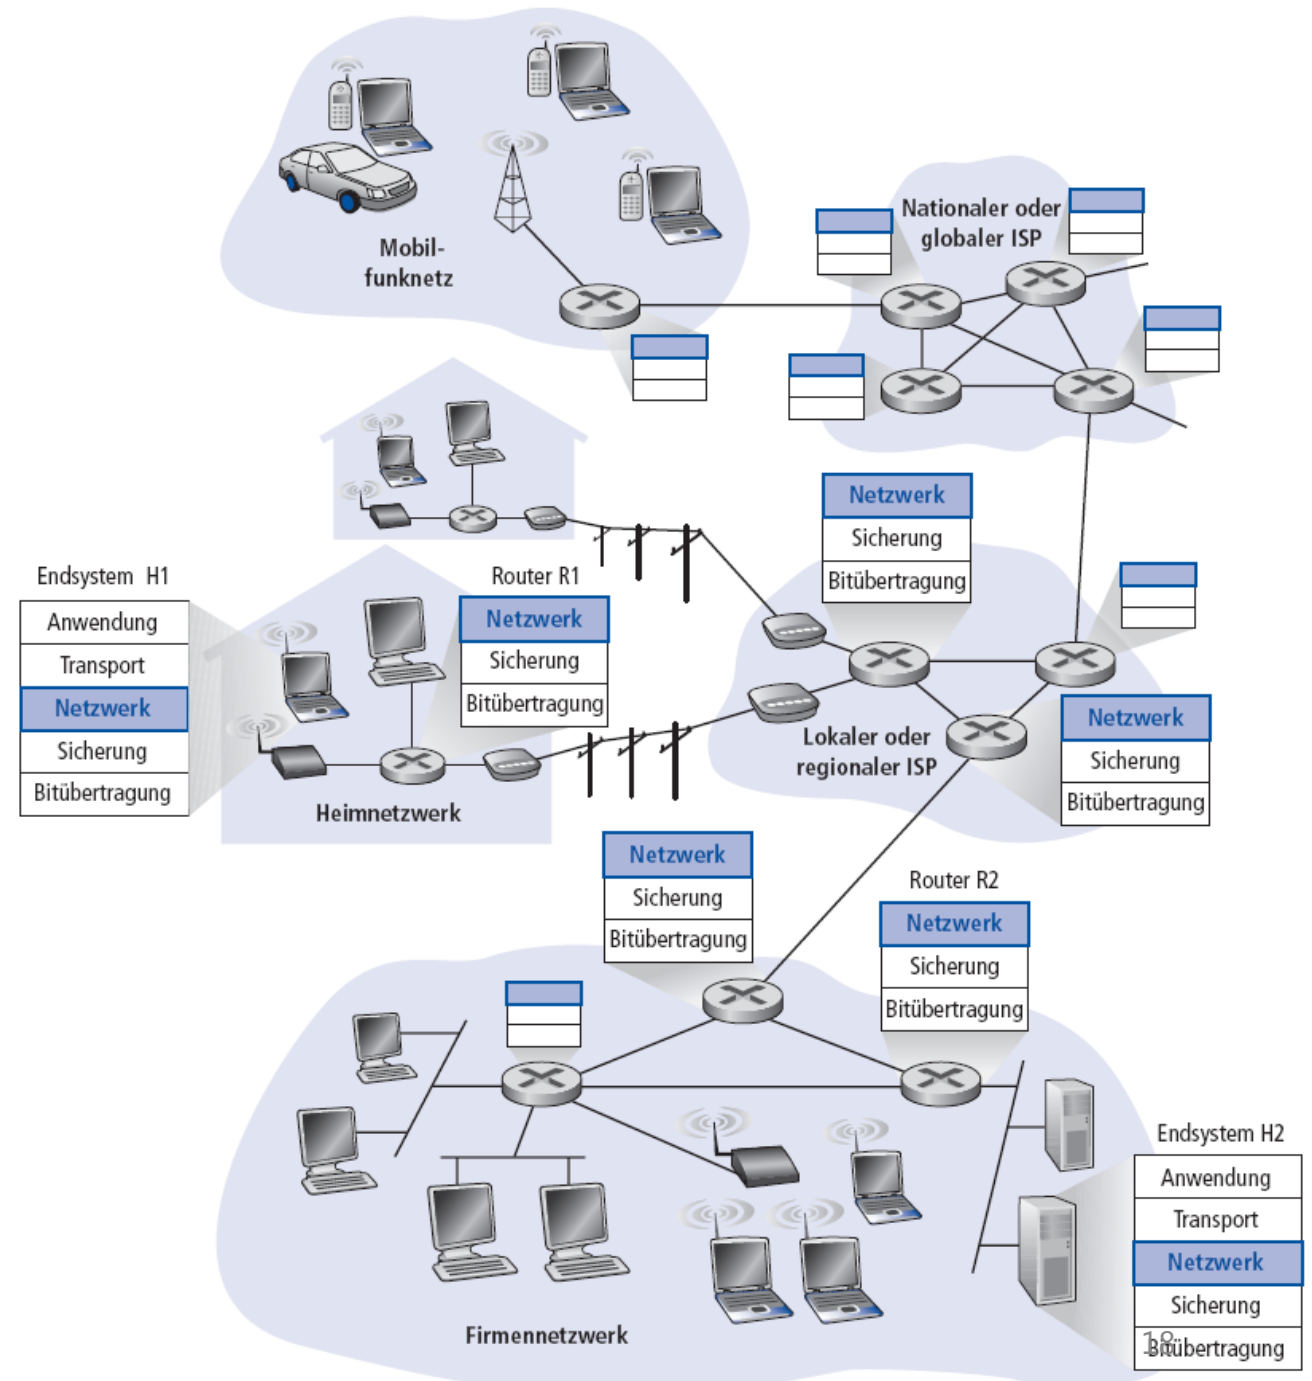 Mobil-
funknetz
Nationaler oder
globaler ISP
Netzwerk
Sicherung
Bitübertragung
Endsystem H1
Anwendung
Transport
Netzwerk
Sicherung
Bitübertragung
Router R1
Netzwerk
Sicherung
Bitübertragung
Heimnetzwerk
Lokaler oder
regionaler ISP
Netzwerk
Sicherung
Bitübertragung
Netzwerk
Sicherung
Bitübertragung
Router R2
Netzwerk
Sicherung
Bitübertragung
Firmennetzwerk
Endsystem H2
Anwendung
Transport
Netzwerk
Sicherung
Bitübertragung
18